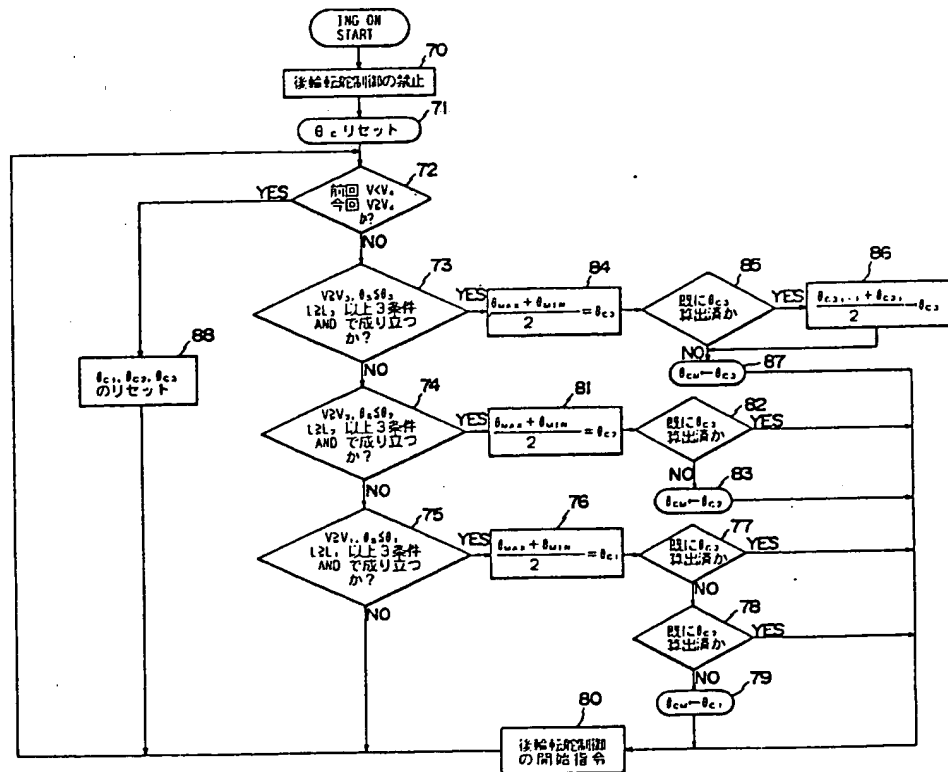 ING ON
START
70
後輪転舵制御の禁止
71
θc リセット
72
YES
前回 V<V₄
今回 V≥V₄
か?
NO
73
V≥V₃, θ_R≤θ₃
L≥L₃ 以上3条件
AND で成り立つ
か?
YES
84
θMAX + θMIN
2
= θC3
85
既にθC3
算出済か
YES
86
2
θC3
NO
87
θCM←θC3
88
θC1, θC2, θC3
のリセット
NO
74
V≥V₂, θ_R≤θ₂
L≥L₂ 以上3条件
AND で成り立つ
か?
YES
81
θMAX + θMIN
2
= θC2
82
既にθC3
算出済か
YES
NO
83
θCM←θC2
NO
75
V≥V₁, θ_R≤θ₁
L≥L₁ 以上3条件
AND で成り立つ
か?
YES
76
θMAX + θMIN
2
= θC1
77
既にθC3
算出済か
YES
NO
78
既にθC2
算出済か
YES
NO
79
θCM←θC1
NO
80
後輪転舵制御
の開始指令